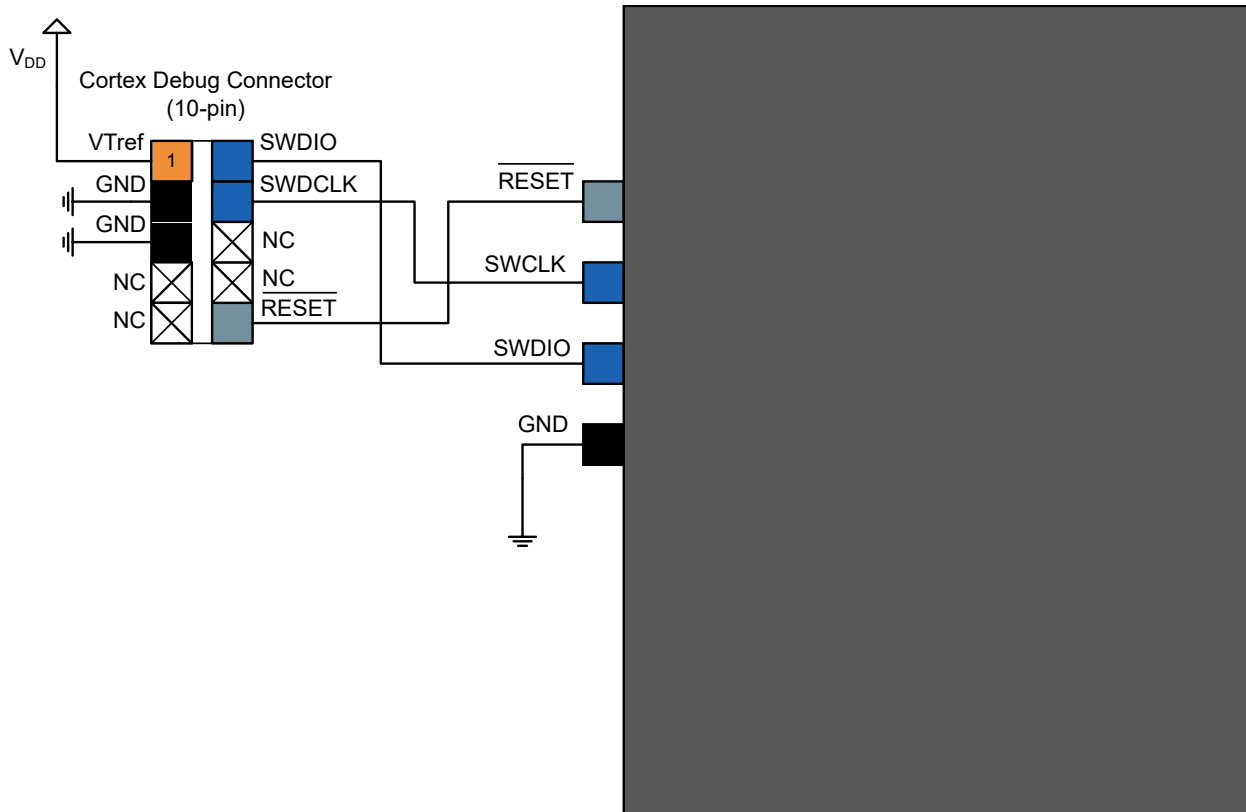 V_DD
Cortex Debug Connector
(10-pin)
VTref
1
SWDIO
GND
SWDCLK
GND
NC
NC
NC
NC
RESET
RESET
SWCLK
SWDIO
GND